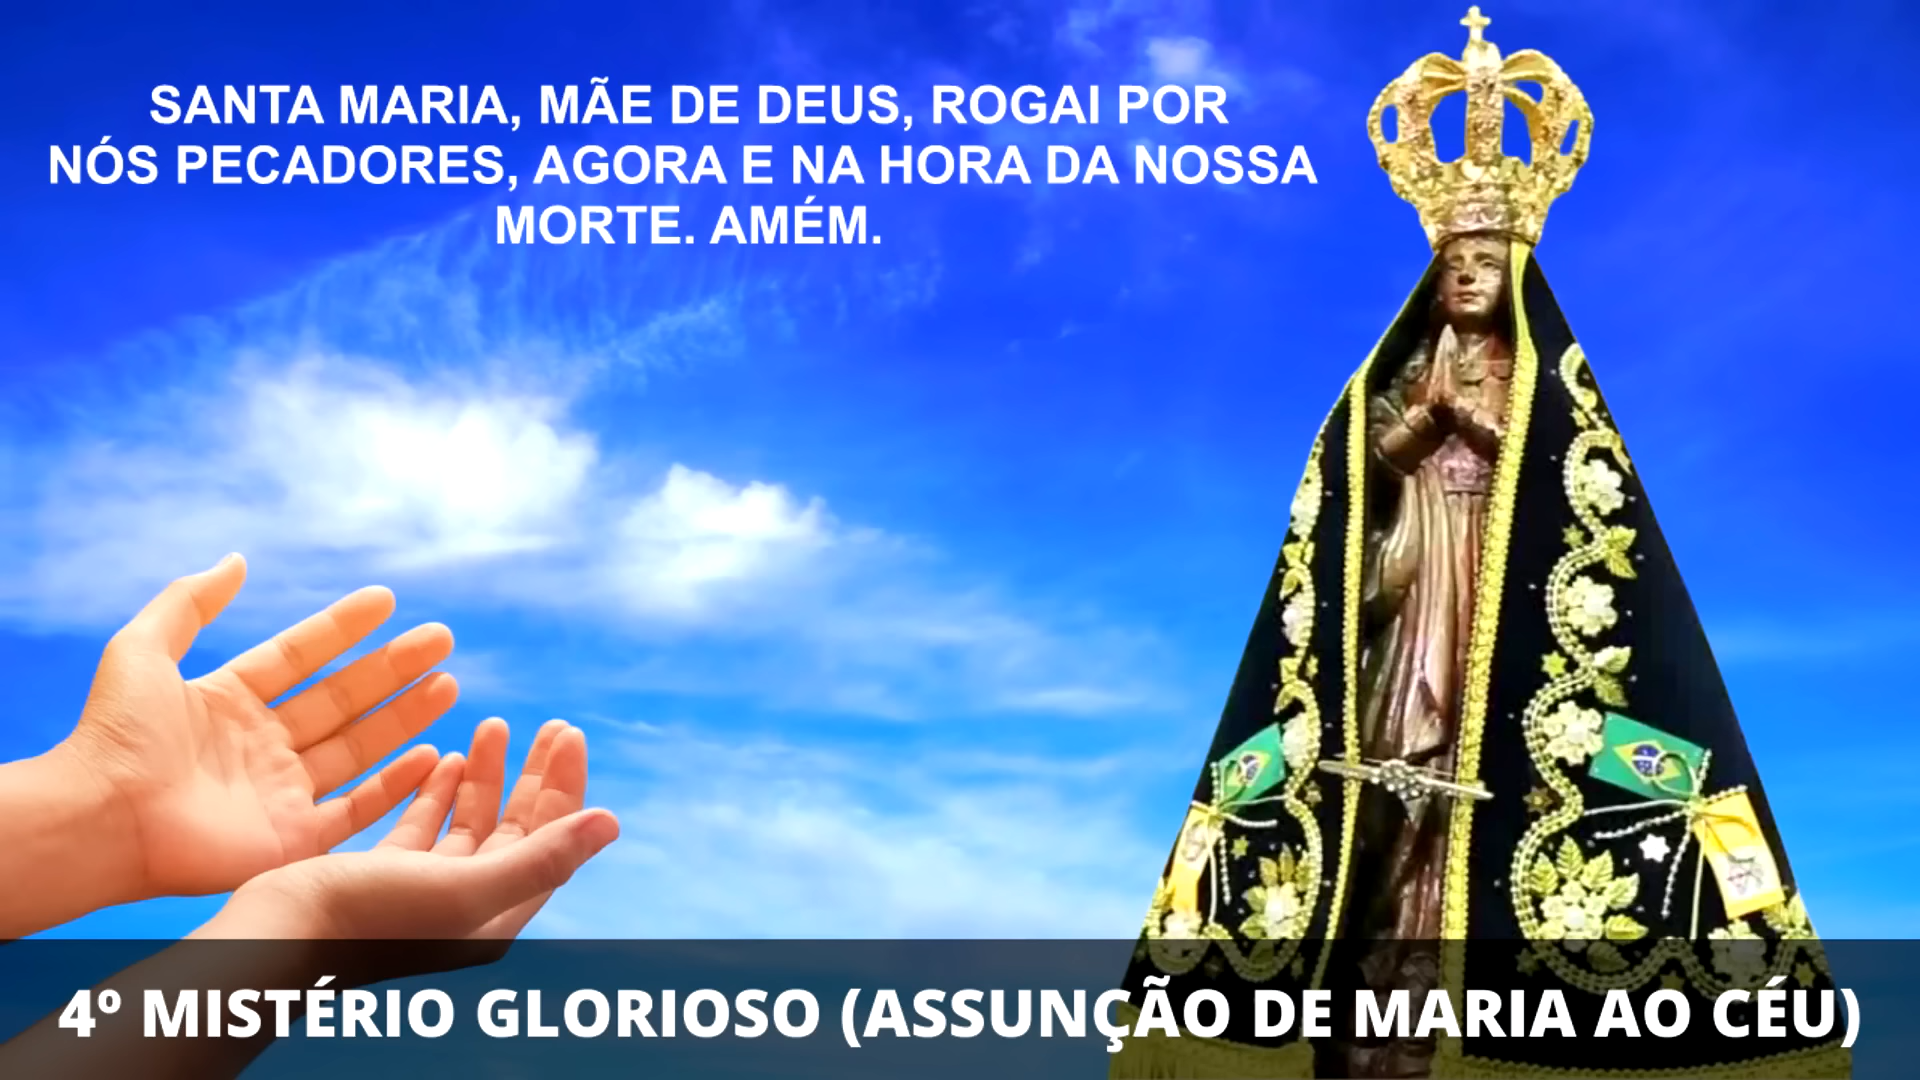 SANTA MARIA, MÃE DE DEUS, ROGAI POR
NÓS PECADORES, AGORA E NA HORA DA NOSSA
MORTE. AMÉM.
4º MISTÉRIO GLORIOSO (ASSUNÇÃO DE MARIA AO CÉU)